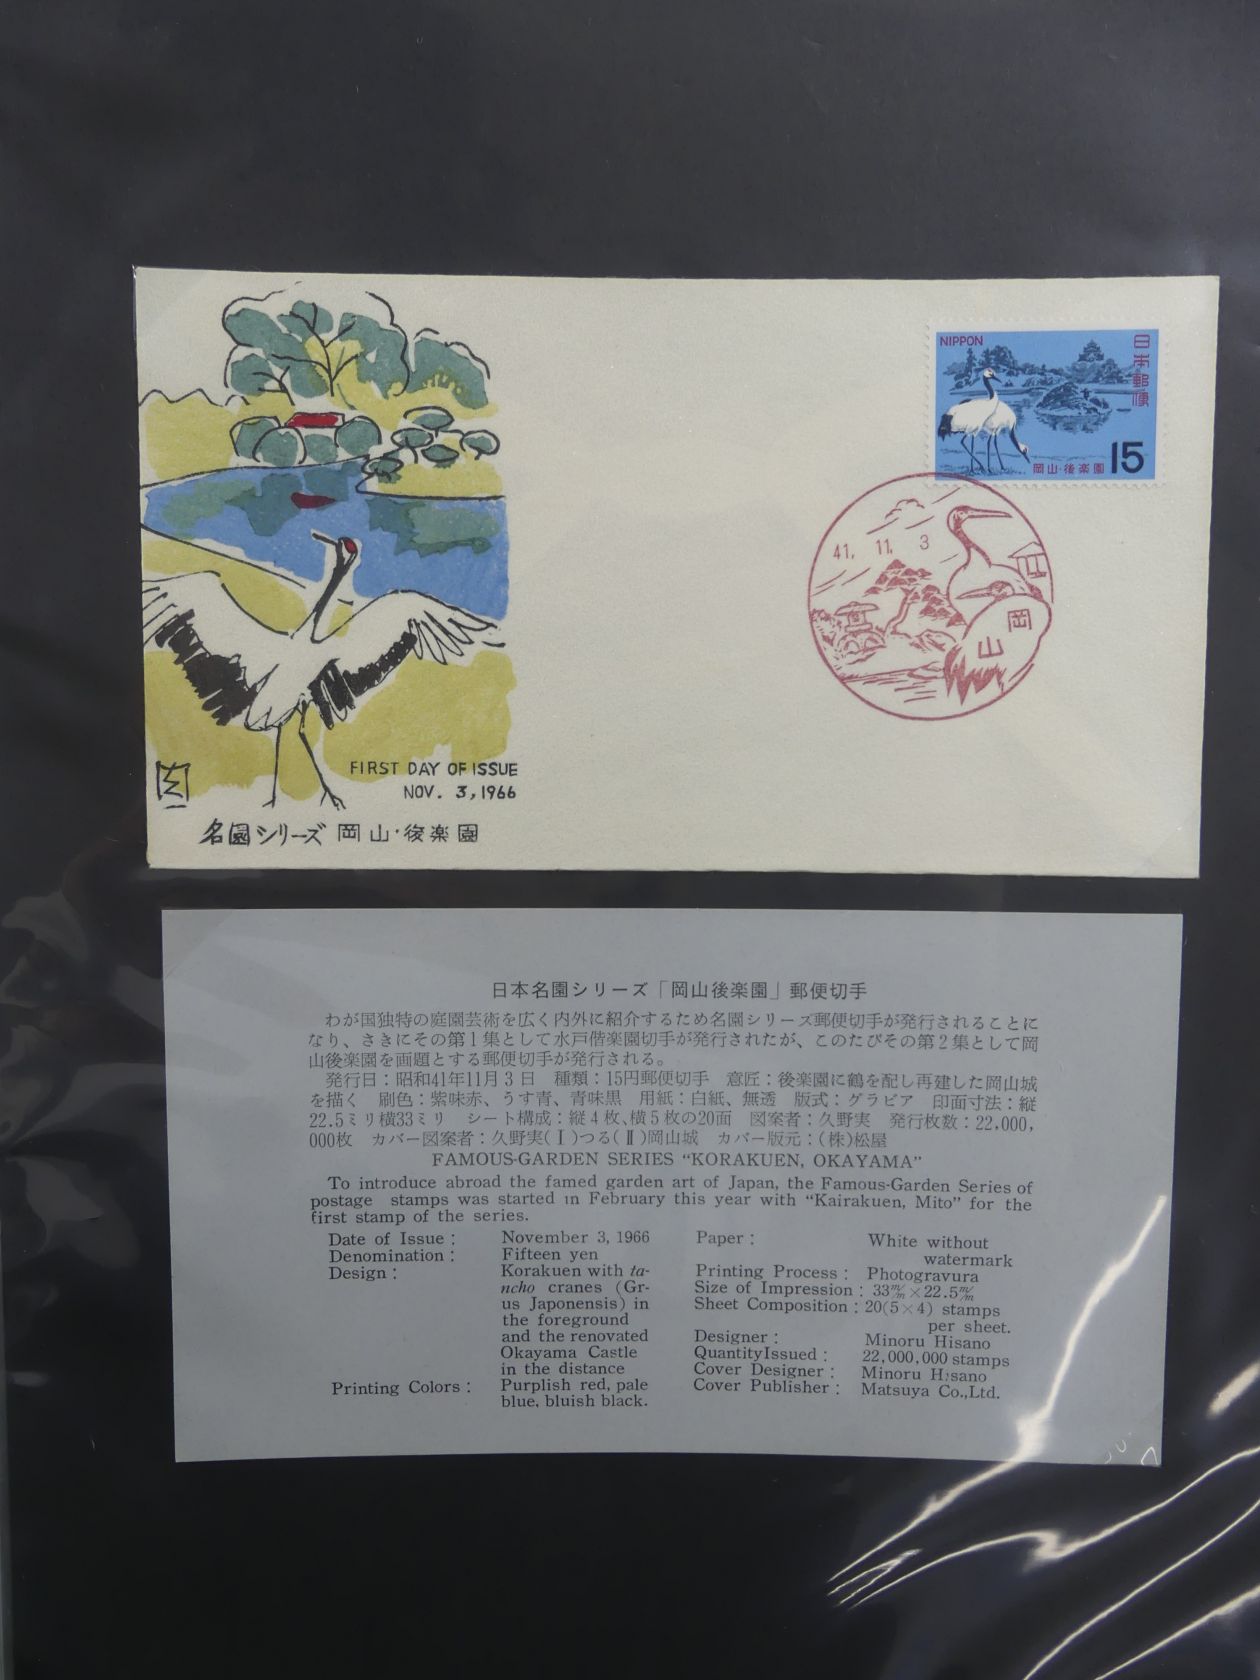 NIPPON
日本郵便
岡山・後楽園 15
41. 11. 3
岡山
FIRST DAY OF ISSUE
NOV. 3, 1966
名園シリーズ 岡山・後楽園
日本名園シリーズ「岡山後楽園」郵便切手
わが国独特の庭園芸術を広く内外に紹介するため名園シリーズ郵便切手が発行されることに
なり、さきにその第1集として水戸偕楽園切手が発行されたが、このたびその第2集として岡
山後楽園を画題とする郵便切手が発行される。
発行日：昭和41年11月3日 種類：15円郵便切手 意匠：後楽園に鶴を配し再建した岡山城
を描く 刷色：紫味赤、うす青、青味黒 用紙：白紙、無透 版式：グラビア 印面寸法：縦
22.5ミリ横33ミリ シート構成：縦4枚、横5枚の20面 図案者：久野実 発行枚数：22,000,
000枚 カバー図案者：久野実(Ⅰ)つる(Ⅱ)岡山城 カバー版元：(株)松屋
FAMOUS-GARDEN SERIES "KORAKUEN, OKAYAMA"
To introduce abroad the famed garden art of Japan, the Famous-Garden Series of
postage stamps was started in February this year with "Kairakuen, Mito" for the
first stamp of the series.
Date of Issue : November 3, 1966
Denomination : Fifteen yen
Design : Korakuen with ta-
ncho cranes (Gr-
us Japonensis) in
the foreground
and the renovated
Okayama Castle
in the distance
Printing Colors : Purplish red, pale
blue, bluish black.
Paper : White without
watermark
Printing Process : Photogravura
Size of Impression : 33m/m×22.5m/m
Sheet Composition : 20(5×4) stamps
per sheet.
Designer : Minoru Hisano
QuantityIssued : 22,000,000 stamps
Cover Designer : Minoru Hisano
Cover Publisher : Matsuya Co.,Ltd.